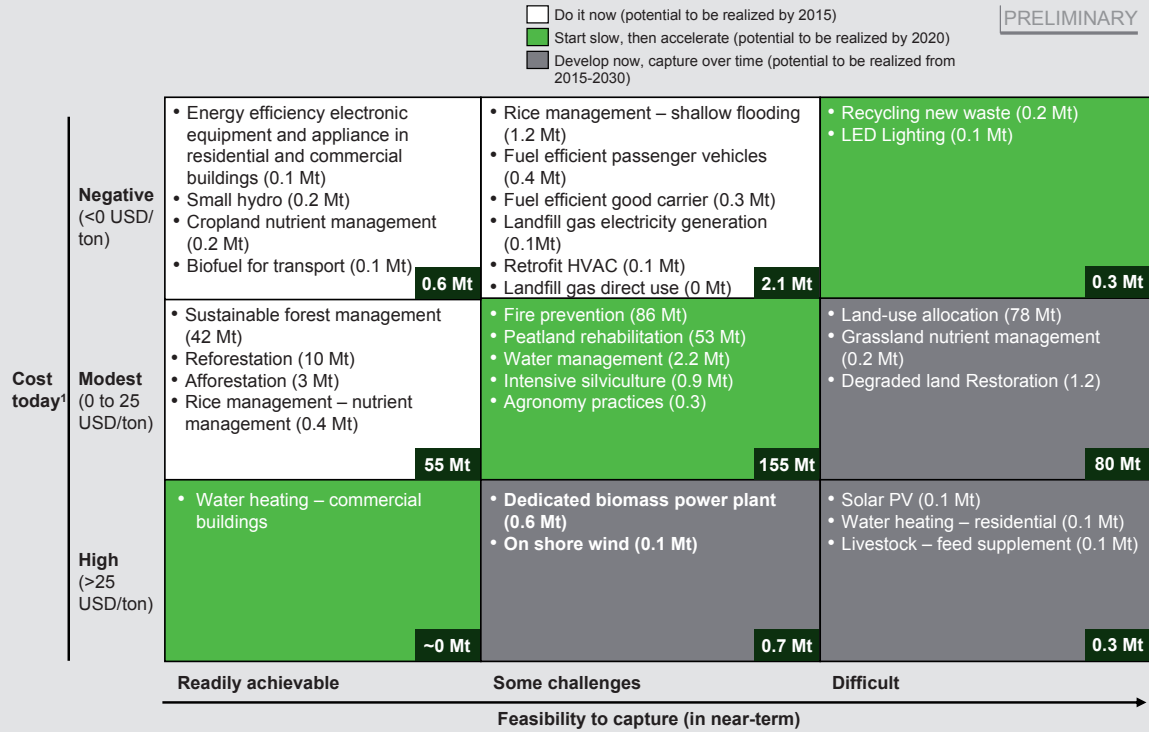 Do it now (potential to be realized by 2015)
Start slow, then accelerate (potential to be realized by 2020)
Develop now, capture over time (potential to be realized from
2015-2030)
PRELIMINARY
Cost
today¹
Negative
(<0 USD/
ton)
• Energy efficiency electronic
equipment and appliance in
residential and commercial
buildings (0.1 Mt)
• Small hydro (0.2 Mt)
• Cropland nutrient management
(0.2 Mt)
• Biofuel for transport (0.1 Mt)
0.6 Mt
• Rice management – shallow flooding
(1.2 Mt)
• Fuel efficient passenger vehicles
(0.4 Mt)
• Fuel efficient good carrier (0.3 Mt)
• Landfill gas electricity generation
(0.1Mt)
• Retrofit HVAC (0.1 Mt)
• Landfill gas direct use (0 Mt)
2.1 Mt
• Recycling new waste (0.2 Mt)
• LED Lighting (0.1 Mt)
0.3 Mt
Modest
(0 to 25
USD/ton)
• Sustainable forest management
(42 Mt)
• Reforestation (10 Mt)
• Afforestation (3 Mt)
• Rice management – nutrient
management (0.4 Mt)
55 Mt
• Fire prevention (86 Mt)
• Peatland rehabilitation (53 Mt)
• Water management (2.2 Mt)
• Intensive silviculture (0.9 Mt)
• Agronomy practices (0.3)
155 Mt
• Land-use allocation (78 Mt)
• Grassland nutrient management
(0.2 Mt)
• Degraded land Restoration (1.2)
80 Mt
High
(>25
USD/ton)
• Water heating – commercial
buildings
~0 Mt
• Dedicated biomass power plant
(0.6 Mt)
• On shore wind (0.1 Mt)
0.7 Mt
• Solar PV (0.1 Mt)
• Water heating – residential (0.1 Mt)
• Livestock – feed supplement (0.1 Mt)
0.3 Mt
Readily achievable
Some challenges
Difficult
Feasibility to capture (in near-term)